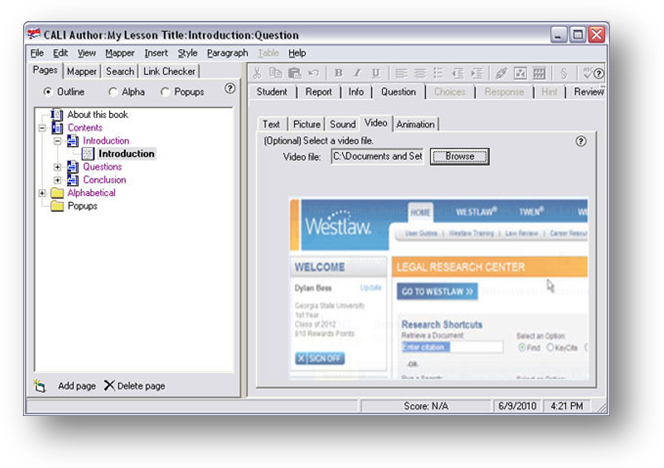 CALI Author:My Lesson Title:Introduction:Question
File Edit View Mapper Insert Style Paragraph Table Help
Pages Mapper Search Link Checker
Outline Alpha Popups
About this book
Contents
Introduction
Introduction
Questions
Conclusion
Alphabetical
Popups
Add page Delete page
B I U
Student Report Info Question Choices Response Hint Review
Text Picture Sound Video Animation
(Optional) Select a video file.
Video file: C:\Documents and Set Browse
HOME WESTLAW® TWEN®
Westlaw.
User Guides | Westlaw Training | Law Review | Career Resour
WELCOME
Dylan Bess Update
Georgia State University
1st Year
Class of 2012
810 Rewards Points
SIGN OFF
LEGAL RESEARCH CENTER
GO TO WESTLAW >>
Research Shortcuts
Retrieve a Document: Select an Option:
Enter citation... Find KeyCite
-OR-
Score: N/A 6/9/2010 4:21 PM